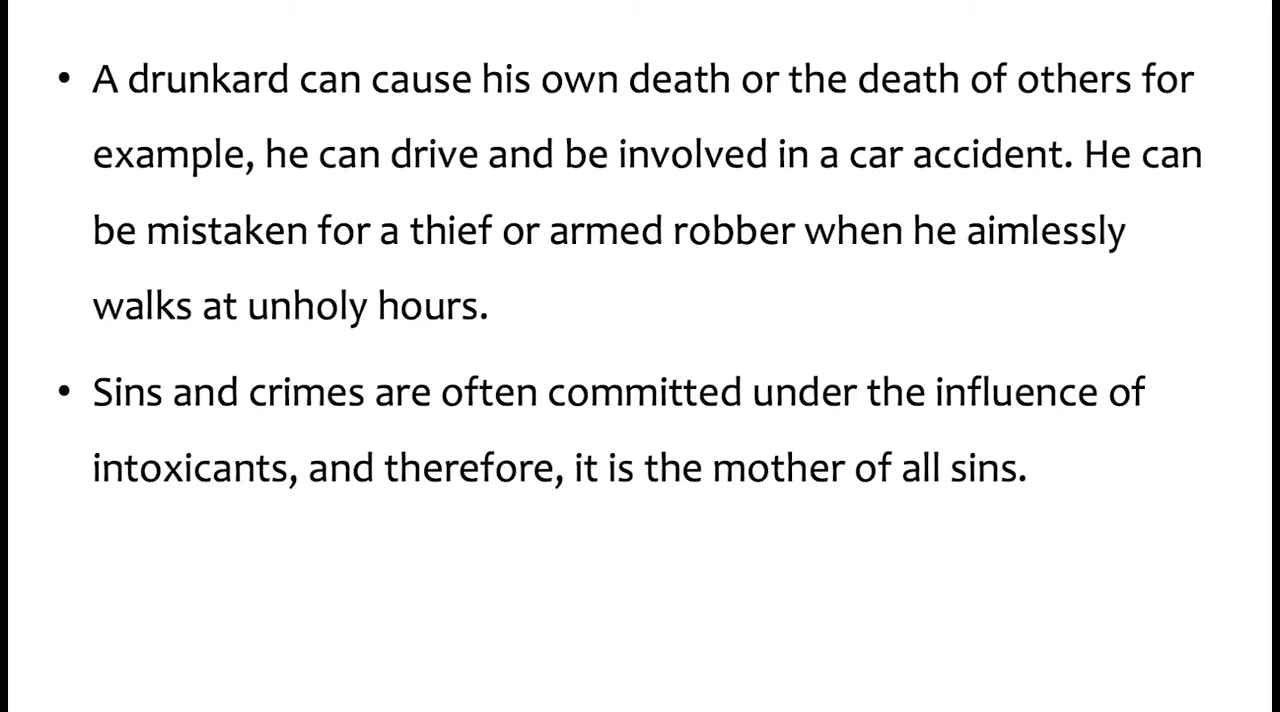 • A drunkard can cause his own death or the death of others for
example, he can drive and be involved in a car accident. He can
be mistaken for a thief or armed robber when he aimlessly
walks at unholy hours.
• Sins and crimes are often committed under the influence of
intoxicants, and therefore, it is the mother of all sins.